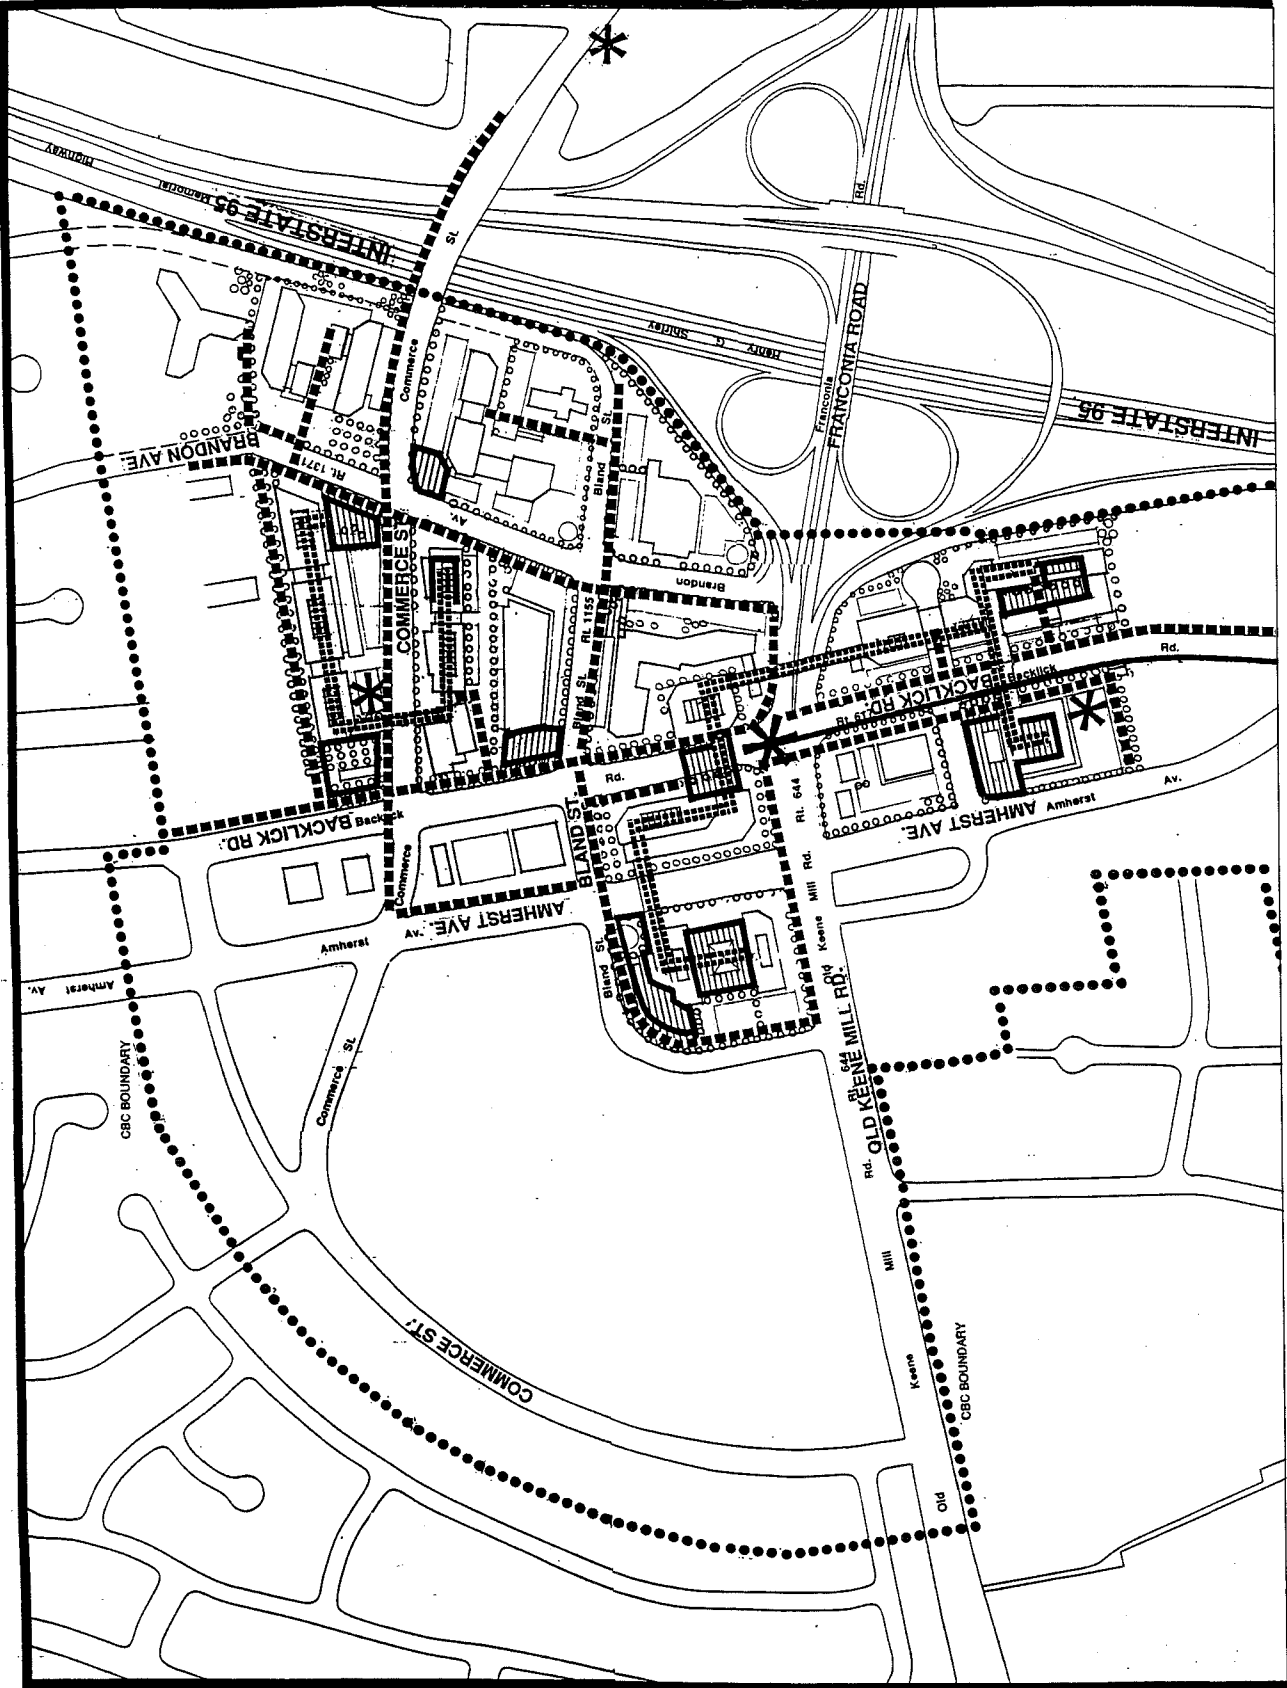 Highway
Memorial
INTERSTATE 95
St.
Rd.
Commerce
Shirley
G.
Henry
FRANCONIA ROAD
Franconia
INTERSTATE 95
BRANDON AVE
Rt. 1371
St.
Bland
Av.
COMMERCE ST.
Brandon
Rt. 1155
Bland St.
Rd.
Backlick
BACKLICK RD.
Rd.
Rt. 644
Av.
Amherst
AMHERST AVE.
BACKLICK RD.
Backlick
BLAND ST.
Commerce
Rd.
Mill
Keene
Old
AMHERST AVE.
Av.
Amherst
St.
Bland
Av.
Amherst
OLD KEENE MILL RD.
Rt. 644
St.
Commerce
CBC BOUNDARY
Rd.
Mill
COMMERCE ST.
Keene
CBC BOUNDARY
Old